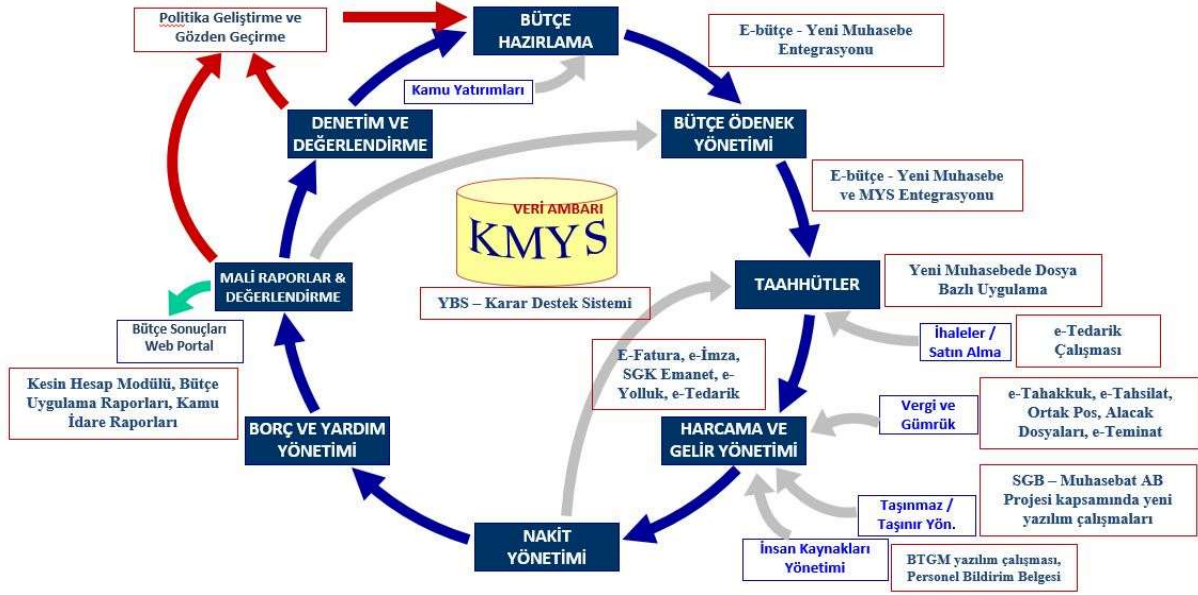 Politika Geliştirme ve
Gözden Geçirme
BÜTÇE
HAZIRLAMA
E-bütçe - Yeni Muhasebe
Entegrasyonu
Kamu Yatırımları
DENETİM VE
DEĞERLENDİRME
BÜTÇE ÖDENEK
YÖNETİMİ
E-bütçe - Yeni Muhasebe
ve MYS Entegrasyonu
VERİ AMBARI
KMYS
YBS – Karar Destek Sistemi
MALİ RAPORLAR &
DEĞERLENDİRME
TAAHHÜTLER
Yeni Muhasebede Dosya
Bazlı Uygulama
Bütçe Sonuçları
Web Portal
İhaleler /
Satın Alma
e-Tedarik
Çalışması
E-Fatura, e-İmza,
SGK Emanet, e-
Yolluk, e-Tedarik
Kesin Hesap Modülü, Bütçe
Uygulama Raporları, Kamu
İdare Raporları
BORÇ VE YARDIM
YÖNETİMİ
HARCAMA VE
GELİR YÖNETİMİ
Vergi ve
Gümrük
e-Tahakkuk, e-Tahsilat,
Ortak Pos, Alacak
Dosyaları, e-Teminat
Taşınmaz /
Taşınır Yön.
SGB – Muhasebat AB
Projesi kapsamında yeni
yazılım çalışmaları
NAKİT
YÖNETİMİ
İnsan Kaynakları
Yönetimi
BTGM yazılım çalışması,
Personel Bildirim Belgesi